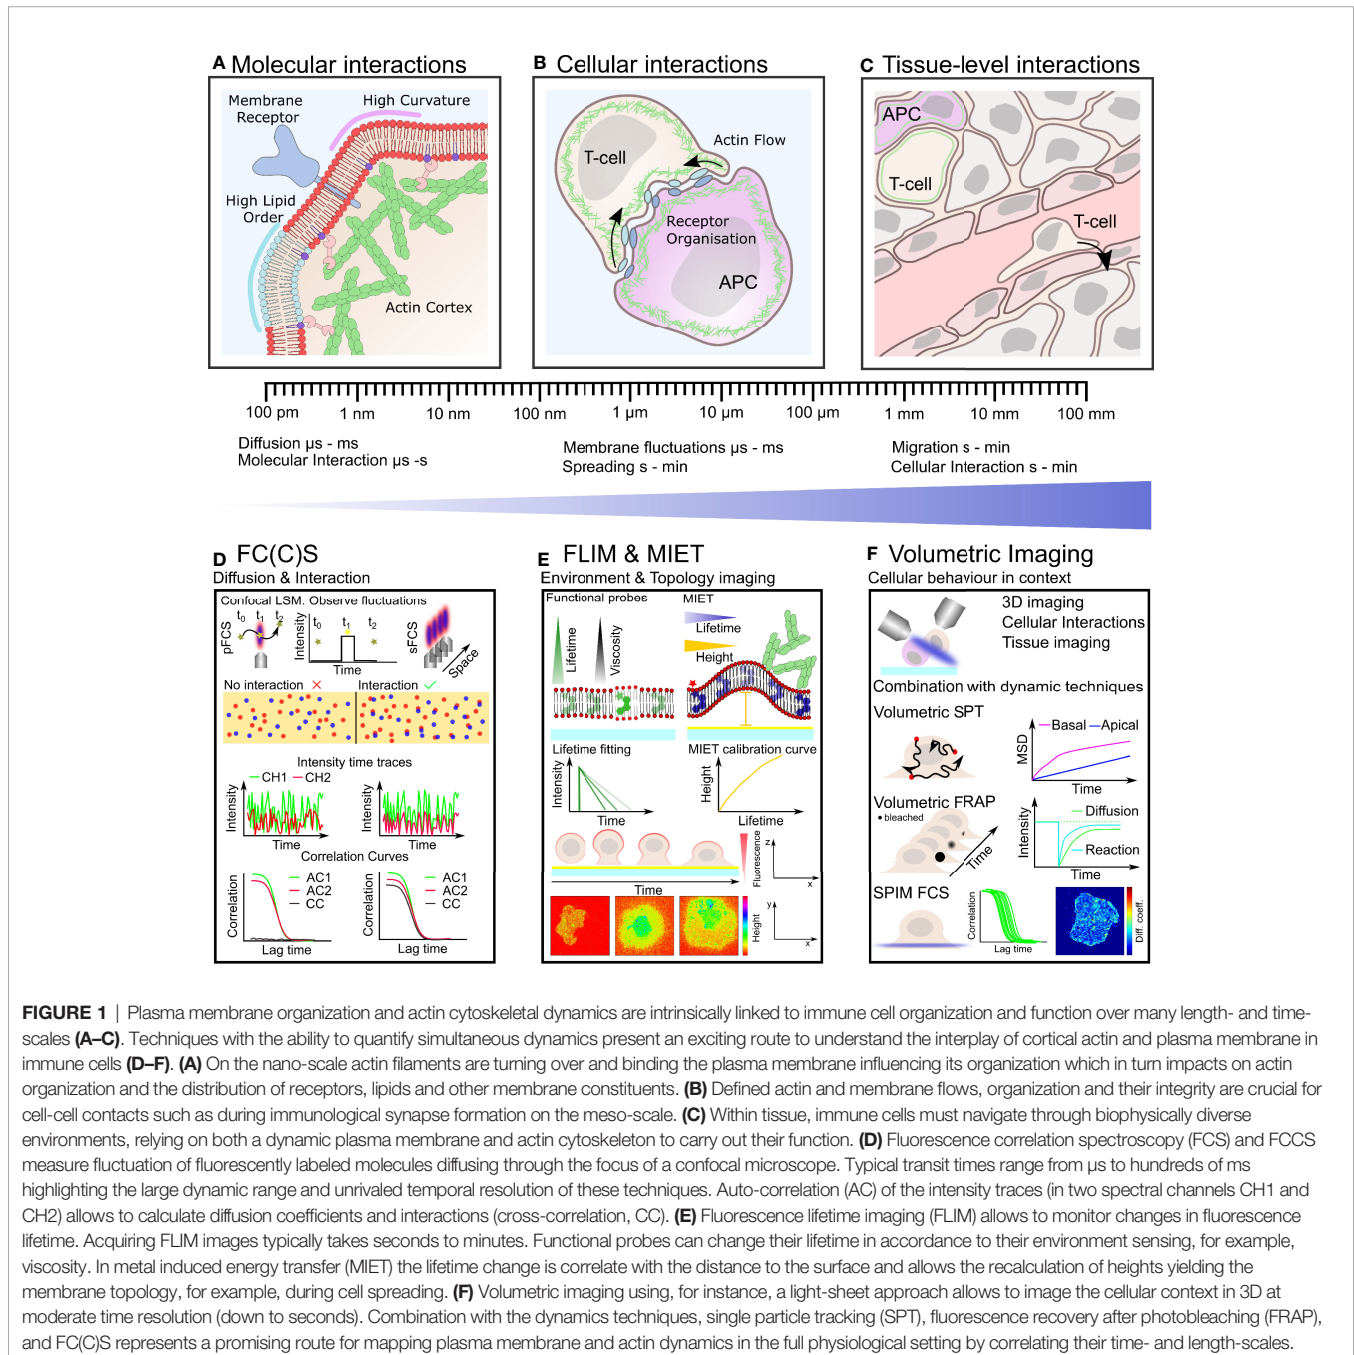 A Molecular interactions
Membrane
Receptor
High Curvature
High Lipid
Order
Actin Cortex
B Cellular interactions
T-cell
Actin Flow
Receptor
Organisation
APC
C Tissue-level interactions
APC
T-cell
T-cell
100 pm 1 nm 10 nm 100 nm 1 µm 10 µm 100 µm 1 mm 10 mm 100 mm
Diffusion µs - ms
Molecular Interaction µs -s
Membrane fluctuations µs - ms
Spreading s - min
Migration s - min
Cellular Interaction s - min
D FC(C)S
Diffusion & Interaction
Confocal LSM. Observe fluctuations
pFCS
t0 t1 t2
Intensity
t0 t1 t2
Time
sFCS
Space
No interaction ✗ Interaction ✓
Intensity time traces
CH1 CH2
Intensity
Time
Intensity
Time
Correlation Curves
Correlation
AC1
AC2
CC
Lag time
Correlation
AC1
AC2
CC
Lag time
E FLIM & MIET
Environment & Topology imaging
Functional probes
Lifetime
Viscosity
MIET
Lifetime
Height
Lifetime fitting
Intensity
Time
MIET calibration curve
Height
Lifetime
Time
Fluorescence
z
x
Height
y
x
F Volumetric Imaging
Cellular behaviour in context
3D imaging
Cellular Interactions
Tissue imaging
Combination with dynamic techniques
Volumetric SPT
MSD
Basal Apical
Time
Volumetric FRAP
• bleached
Time
Intensity
Diffusion
Reaction
Time
SPIM FCS
Correlation
Lag time
Diff. coeff.
FIGURE 1 | Plasma membrane organization and actin cytoskeletal dynamics are intrinsically linked to immune cell organization and function over many length- and time-
scales (A–C). Techniques with the ability to quantify simultaneous dynamics present an exciting route to understand the interplay of cortical actin and plasma membrane in
immune cells (D–F). (A) On the nano-scale actin filaments are turning over and binding the plasma membrane influencing its organization which in turn impacts on actin
organization and the distribution of receptors, lipids and other membrane constituents. (B) Defined actin and membrane flows, organization and their integrity are crucial for
cell-cell contacts such as during immunological synapse formation on the meso-scale. (C) Within tissue, immune cells must navigate through biophysically diverse
environments, relying on both a dynamic plasma membrane and actin cytoskeleton to carry out their function. (D) Fluorescence correlation spectroscopy (FCS) and FCCS
measure fluctuation of fluorescently labeled molecules diffusing through the focus of a confocal microscope. Typical transit times range from µs to hundreds of ms
highlighting the large dynamic range and unrivaled temporal resolution of these techniques. Auto-correlation (AC) of the intensity traces (in two spectral channels CH1 and
CH2) allows to calculate diffusion coefficients and interactions (cross-correlation, CC). (E) Fluorescence lifetime imaging (FLIM) allows to monitor changes in fluorescence
lifetime. Acquiring FLIM images typically takes seconds to minutes. Functional probes can change their lifetime in accordance to their environment sensing, for example,
viscosity. In metal induced energy transfer (MIET) the lifetime change is correlate with the distance to the surface and allows the recalculation of heights yielding the
membrane topology, for example, during cell spreading. (F) Volumetric imaging using, for instance, a light-sheet approach allows to image the cellular context in 3D at
moderate time resolution (down to seconds). Combination with the dynamics techniques, single particle tracking (SPT), fluorescence recovery after photobleaching (FRAP),
and FC(C)S represents a promising route for mapping plasma membrane and actin dynamics in the full physiological setting by correlating their time- and length-scales.